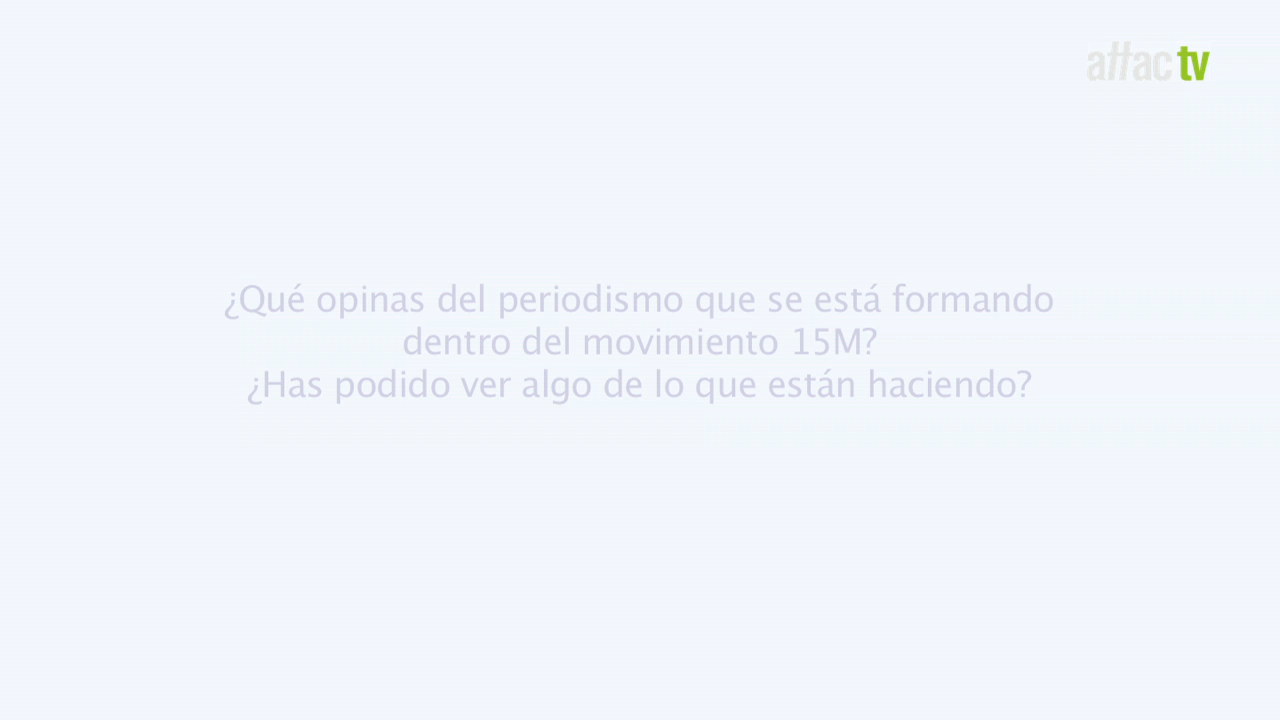 attac tv
¿Qué opinas del periodismo que se está formando
dentro del movimiento 15M?
¿Has podido ver algo de lo que están haciendo?